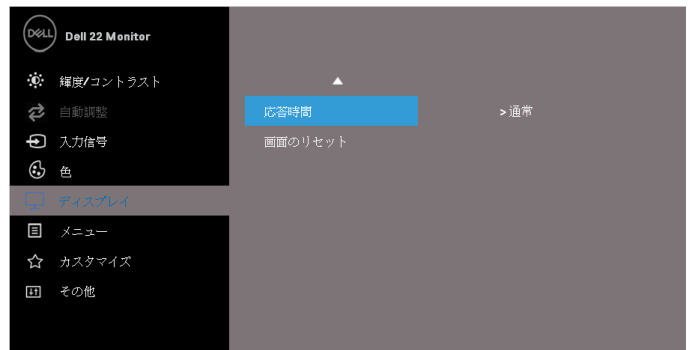 DELL Dell 22 Monitor
輝度/コントラスト
自動調整
応答時間 >通常
入力信号 画面のリセット
色
ディスプレイ
メニュー
カスタマイズ
その他